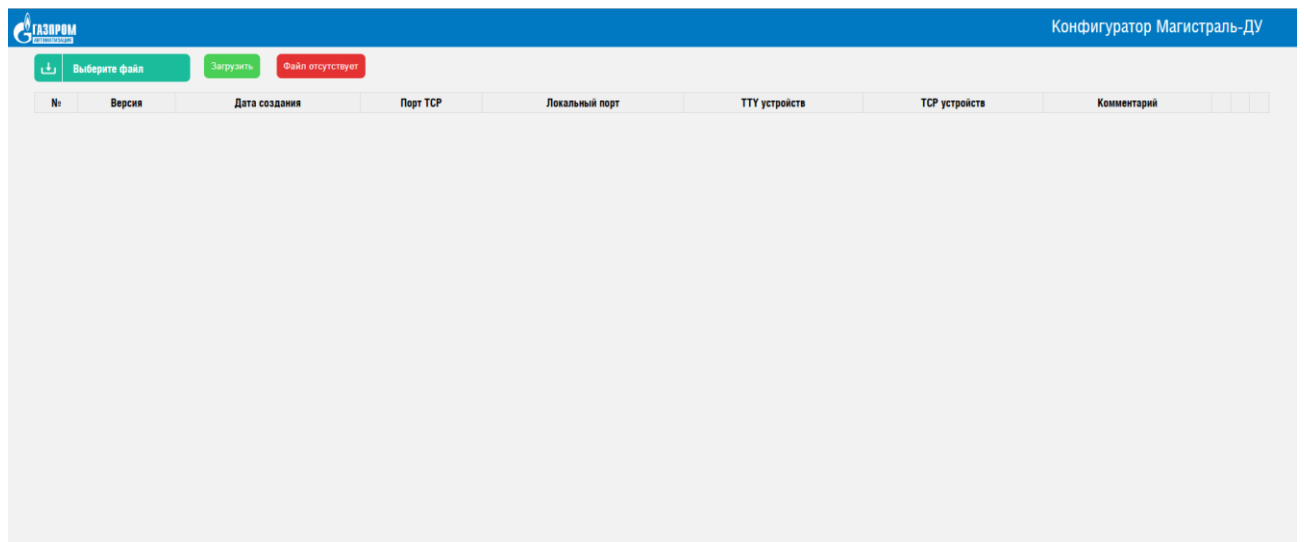 ГАЗПРОМ
АВТОМАТИЗАЦИЯ
Конфигуратор Магистраль-ДУ
Выберите файл
Загрузить
Файл отсутствует
№ Версия Дата создания Порт TCP Локальный порт TTY устройств TCP устройств Комментарий